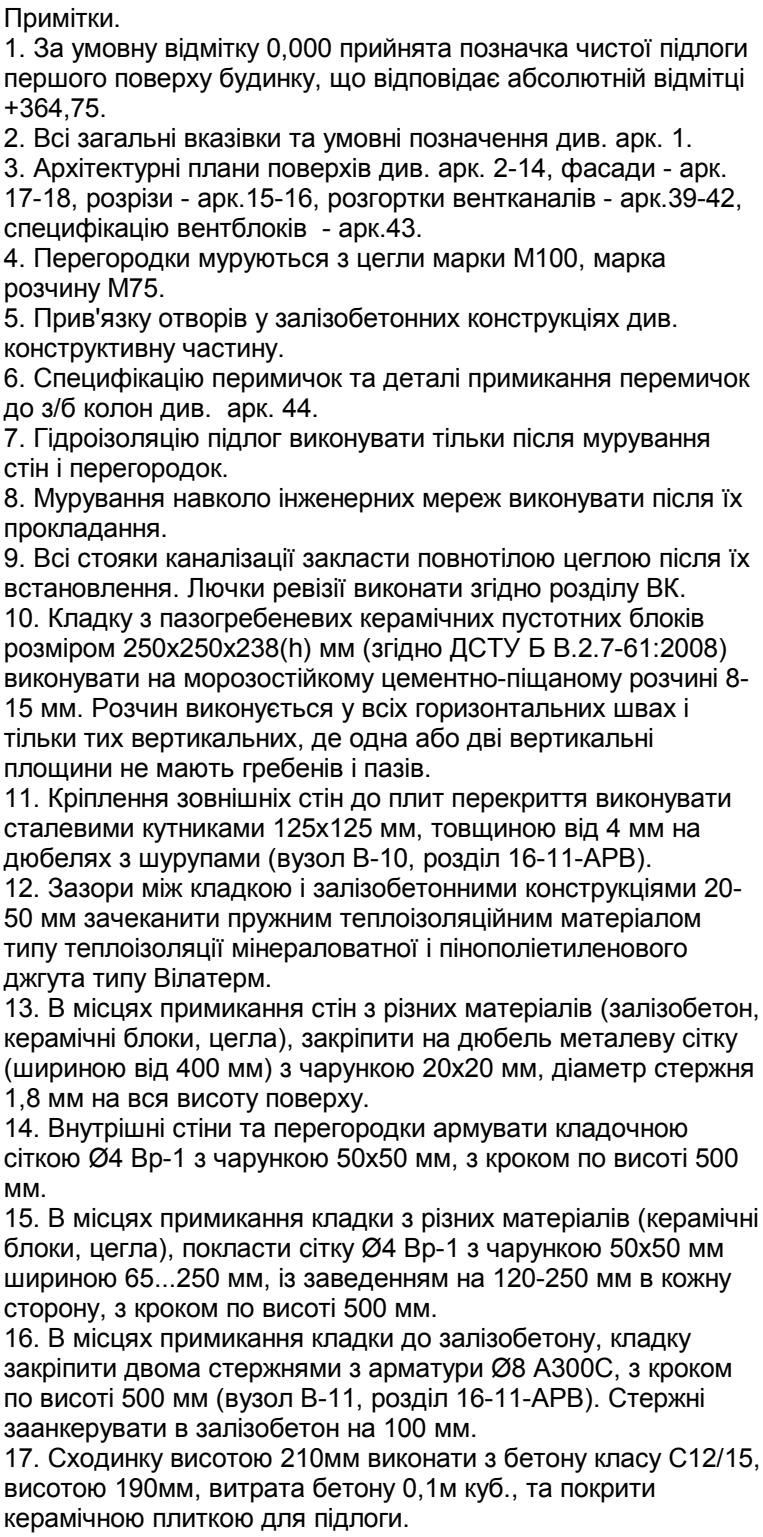 Примітки.
1. За умовну відмітку 0,000 прийнята позначка чистої підлоги
першого поверху будинку, що відповідає абсолютній відмітці
+364,75.
2. Всі загальні вказівки та умовні позначення див. арк. 1.
3. Архітектурні плани поверхів див. арк. 2-14, фасади - арк.
17-18, розрізи - арк.15-16, розгортки вентканалів - арк.39-42,
специфікацію вентблоків  - арк.43.
4. Перегородки муруються з цегли марки М100, марка
розчину М75.
5. Прив'язку отворів у залізобетонних конструкціях див.
конструктивну частину.
6. Специфікацію перимичок та деталі примикання перемичок
до з/б колон див.  арк. 44.
7. Гідроізоляцію підлог виконувати тільки після мурування
стін і перегородок.
8. Мурування навколо інженерних мереж виконувати після їх
прокладання.
9. Всі стояки каналізації закласти повнотілою цеглою після їх
встановлення. Лючки ревізії виконати згідно розділу ВК.
10. Кладку з пазогребеневих керамічних пустотних блоків
розміром 250х250х238(h) мм (згідно ДСТУ Б В.2.7-61:2008)
виконувати на морозостійкому цементно-піщаному розчині 8-
15 мм. Розчин виконується у всіх горизонтальних швах і
тільки тих вертикальних, де одна або дві вертикальні
площини не мають гребенів і пазів.
11. Кріплення зовнішніх стін до плит перекриття виконувати
сталевими кутниками 125х125 мм, товщиною від 4 мм на
дюбелях з шурупами (вузол В-10, розділ 16-11-АРВ).
12. Зазори між кладкою і залізобетонними конструкціями 20-
50 мм зачеканити пружним теплоізоляційним матеріалом
типу теплоізоляції мінераловатної і пінополіетиленового
джгута типу Вілатерм.
13. В місцях примикання стін з різних матеріалів (залізобетон,
керамічні блоки, цегла), закріпити на дюбель металеву сітку
(шириною від 400 мм) з чарункою 20х20 мм, діаметр стержня
1,8 мм на вся висоту поверху.
14. Внутрішні стіни та перегородки армувати кладочною
сіткою Ø4 Вр-1 з чарункою 50х50 мм, з кроком по висоті 500
мм.
15. В місцях примикання кладки з різних матеріалів (керамічні
блоки, цегла), покласти сітку Ø4 Вр-1 з чарункою 50х50 мм
шириною 65...250 мм, із заведенням на 120-250 мм в кожну
сторону, з кроком по висоті 500 мм.
16. В місцях примикання кладки до залізобетону, кладку
закріпити двома стержнями з арматури Ø8 А300С, з кроком
по висоті 500 мм (вузол В-11, розділ 16-11-АРВ). Стержні
заанкерувати в залізобетон на 100 мм.
17. Сходинку висотою 210мм виконати з бетону класу С12/15,
висотою 190мм, витрата бетону 0,1м куб., та покрити
керамічною плиткою для підлоги.